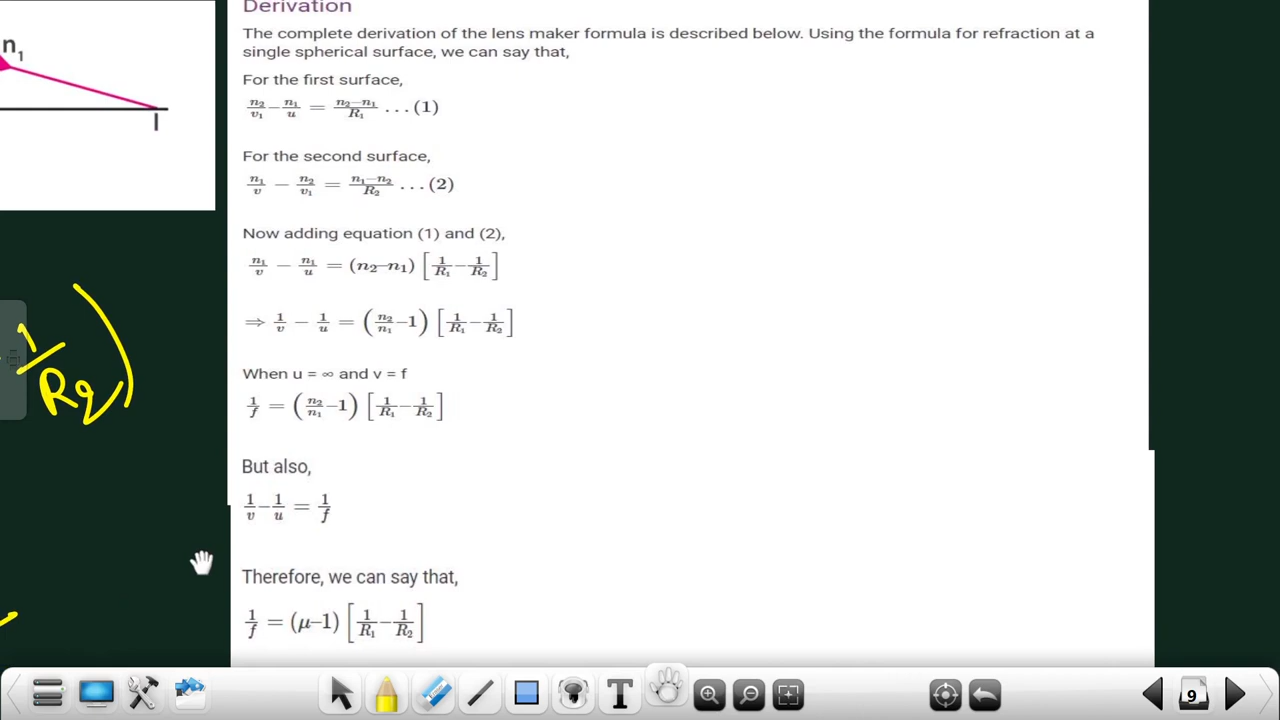 Derivation
The complete derivation of the lens maker formula is described below. Using the formula for refraction at a
single spherical surface, we can say that,
For the first surface,
n₂/v₁ – n₁/u = (n₂–n₁)/R₁ ... (1)
For the second surface,
n₁/v – n₂/v₁ = (n₁–n₂)/R₂ ... (2)
Now adding equation (1) and (2),
n₁/v – n₁/u = (n₂–n₁) [1/R₁ – 1/R₂]
⇒ 1/v – 1/u = (n₂/n₁ –1) [1/R₁ – 1/R₂]
When u = ∞ and v = f
1/f = (n₂/n₁ –1) [1/R₁ – 1/R₂]
But also,
1/v – 1/u = 1/f
Therefore, we can say that,
1/f = (μ–1) [1/R₁ – 1/R₂]
n₁
I
1/R₂)
T
9